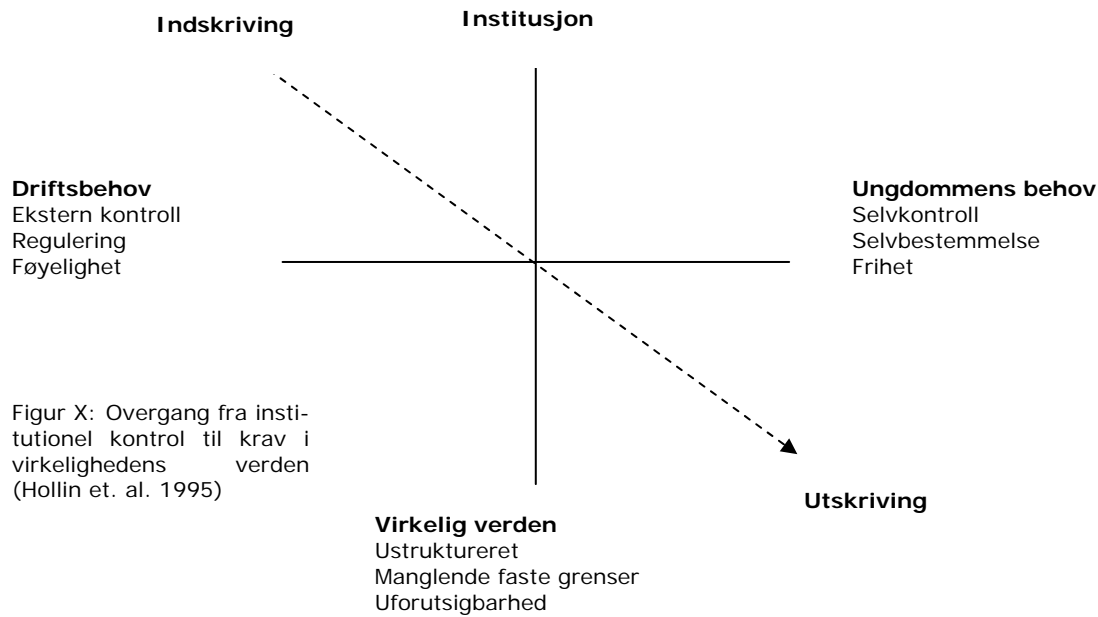 Indskriving
Institusjon
Driftsbehov
Ekstern kontroll
Regulering
Føyelighet
Ungdommens behov
Selvkontroll
Selvbestemmelse
Frihet
Figur X: Overgang fra insti-
tutionel kontrol til krav i
virkelighedens verden
(Hollin et. al. 1995)
Utskriving
Virkelig verden
Ustruktureret
Manglende faste grenser
Uforutsigbarhed